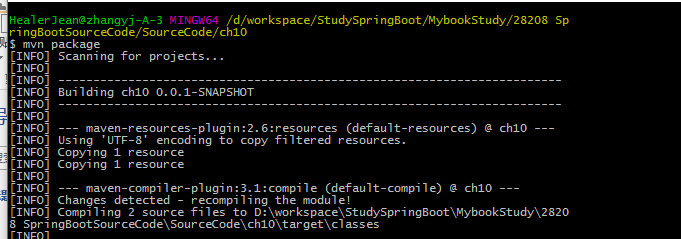 HealerJean@zhangyj-A-3 MINGW64 /d/workspace/StudySpringBoot/MybookStudy/28208 Sp
ringBootSourceCode/SourceCode/ch10
$ mvn package
[INFO] Scanning for projects...
[INFO]
[INFO] ------------------------------------------------------------------------
[INFO] Building ch10 0.0.1-SNAPSHOT
[INFO] ------------------------------------------------------------------------
[INFO]
[INFO] --- maven-resources-plugin:2.6:resources (default-resources) @ ch10 ---
[INFO] Using 'UTF-8' encoding to copy filtered resources.
[INFO] Copying 1 resource
[INFO] Copying 1 resource
[INFO]
[INFO] --- maven-compiler-plugin:3.1:compile (default-compile) @ ch10 ---
[INFO] Changes detected - recompiling the module!
[INFO] Compiling 2 source files to D:\workspace\StudySpringBoot\MybookStudy\2820
8 SpringBootSourceCode\SourceCode\ch10\target\classes
[INFO]